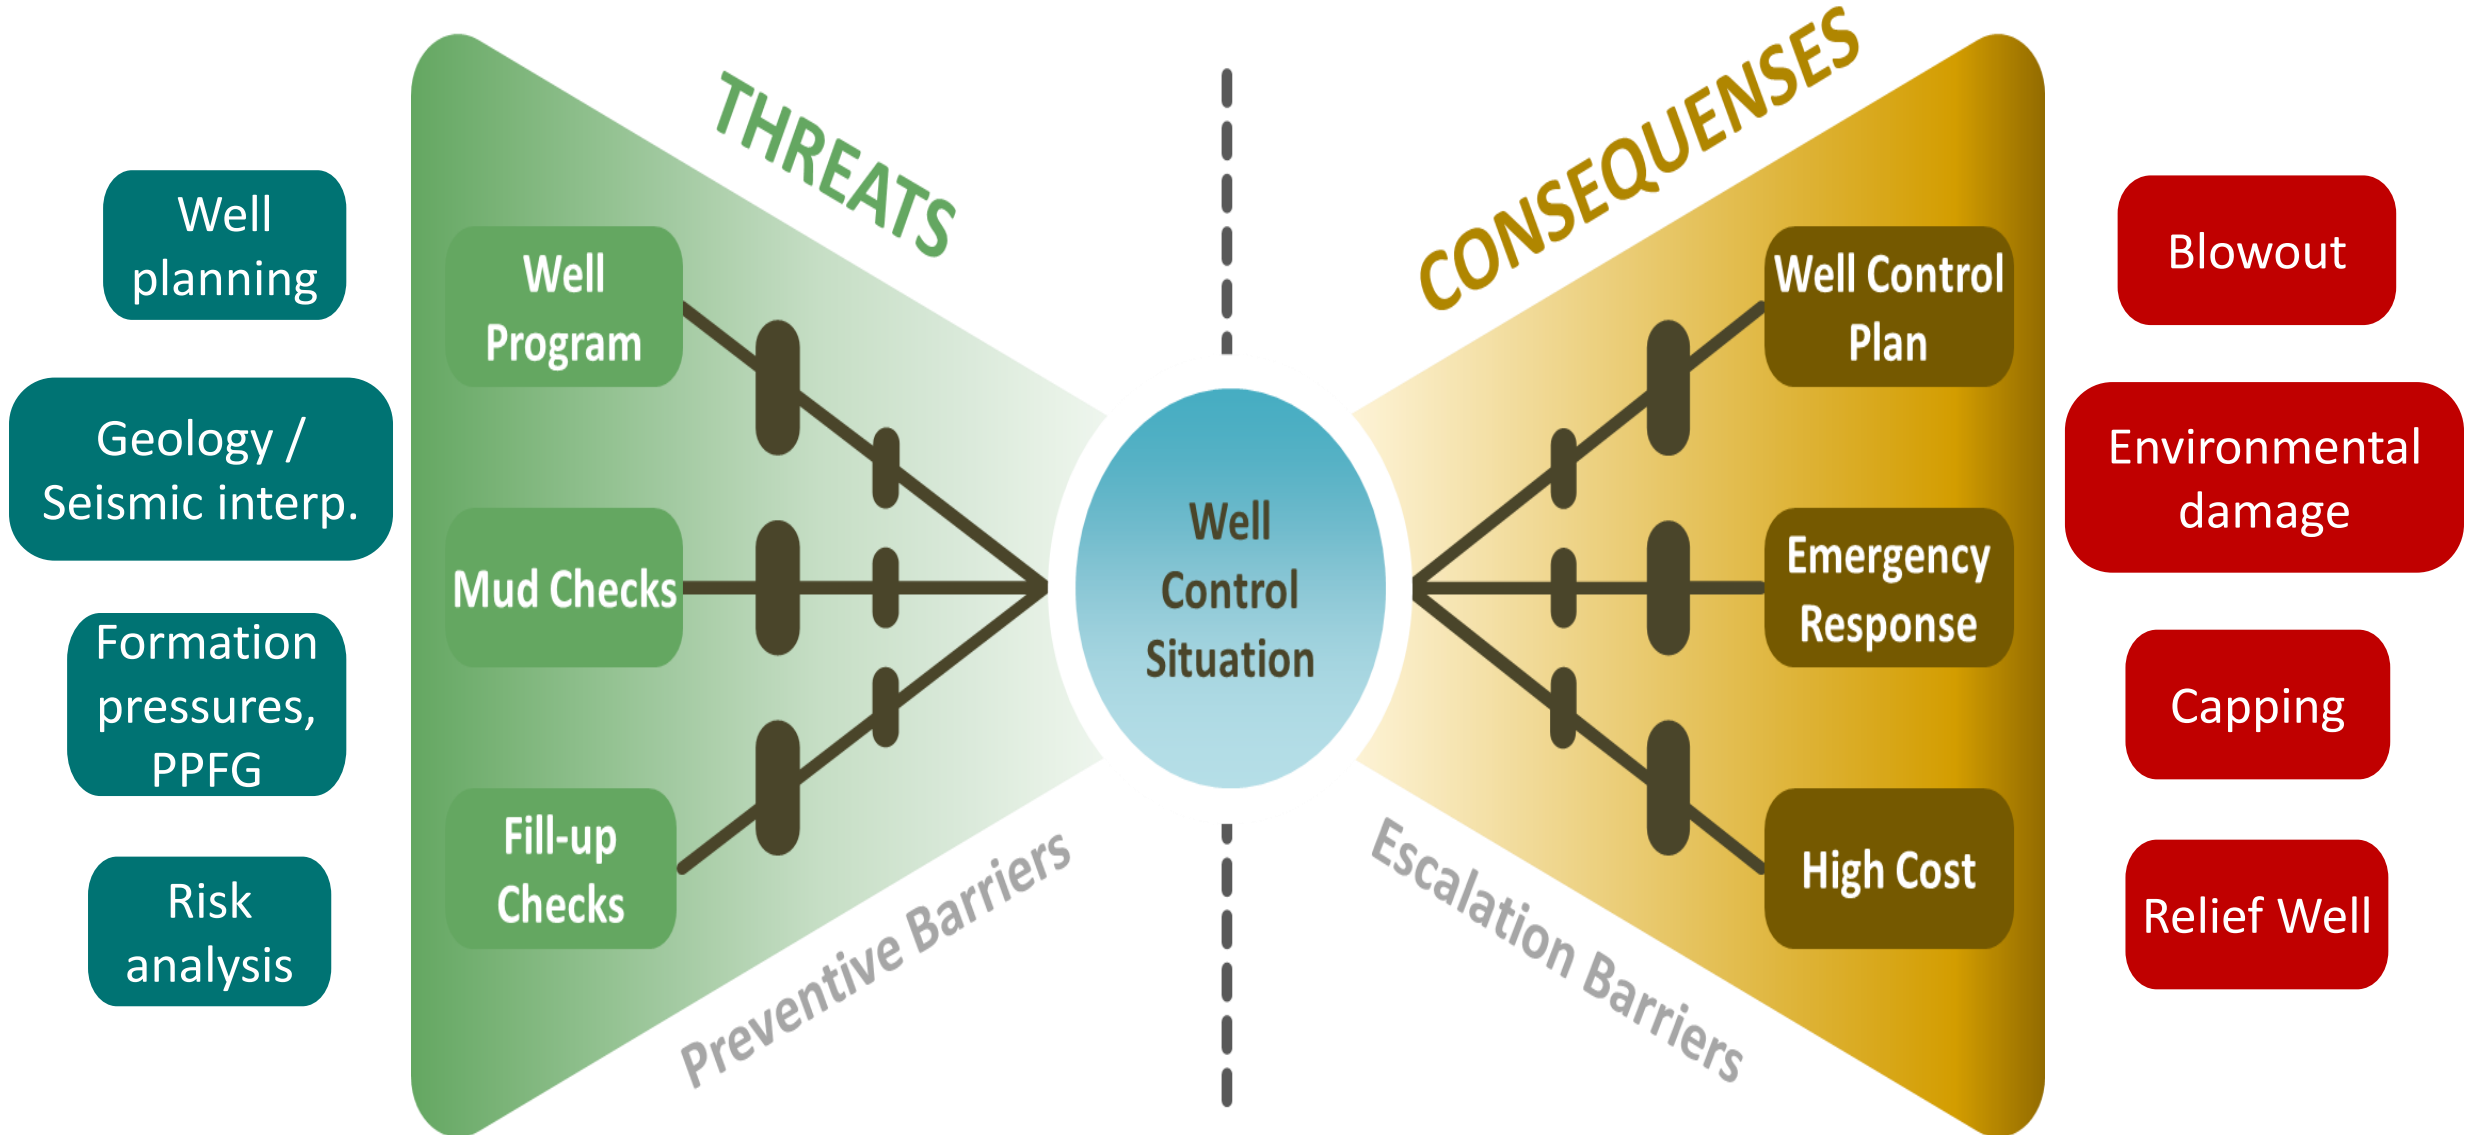 Well
planning
Geology /
Seismic interp.
Formation
pressures,
PPFG
Risk
analysis
THREATS
Well
Program
Mud Checks
Fill-up
Checks
Preventive Barriers
Well
Control
Situation
CONSEQUENSES
Well Control
Plan
Emergency
Response
High Cost
Escalation Barriers
Blowout
Environmental
damage
Capping
Relief Well